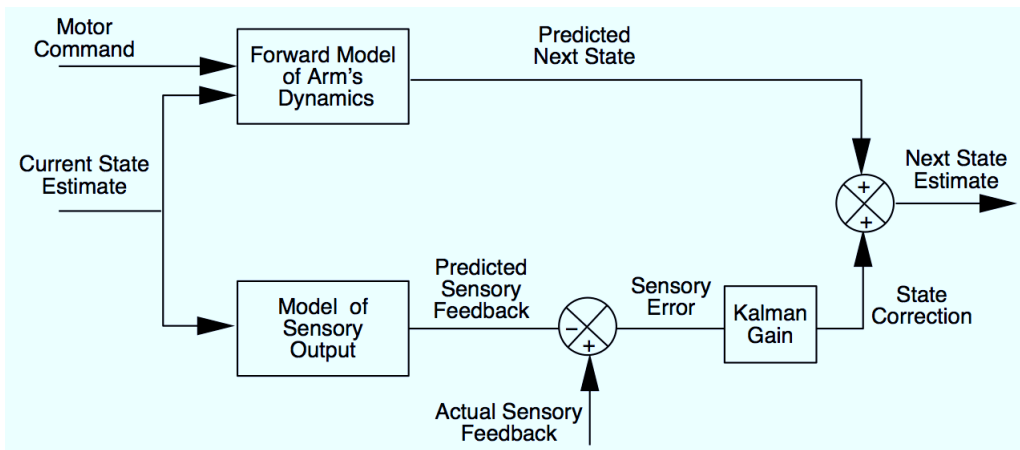 Motor
Command
Forward Model
of Arm's
Dynamics
Predicted
Next State
Current State
Estimate
+
+
Next State
Estimate
Model of
Sensory
Output
Predicted
Sensory
Feedback
−
+
Sensory
Error
Kalman
Gain
State
Correction
Actual Sensory
Feedback